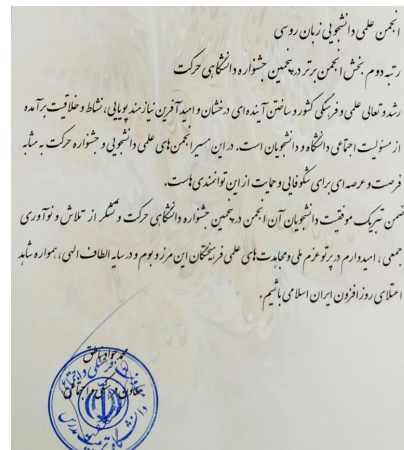 انجمن علمی دانشجویی زبان روسی
رتبه دوم بخش انجمن برتر در پنجمین جشنواره دانشگاهی حرکت
رشد و تعالی علمی و فرهنگی کشور و ساختن آینده‌ای درخشان و امیدآفرین نیازمند پویایی، نشاط و خلاقیت برآمده
از مسئولیت اجتماعی دانشگاه و دانشجویان است. در این مسیر انجمن‌های علمی دانشجویی و جشنواره حرکت به مثابه
فرصت و عرصه‌ای برای شکوفایی و حمایت از این توانمندی‌هاست.
ضمن تبریک موفقیت دانشجویان آن انجمن در پنجمین جشنواره دانشگاهی حرکت و تشکر از تلاش و نوآوری
جمعی، امیدوارم در پرتو عزم ملی و مجاهدت‌های علمی فرهیختگان این مرز و بوم و در سایه الطاف الهی، همواره شاهد
اعتلای روزافزون ایران اسلامی باشیم.
معاون فرهنگی و اجتماعی